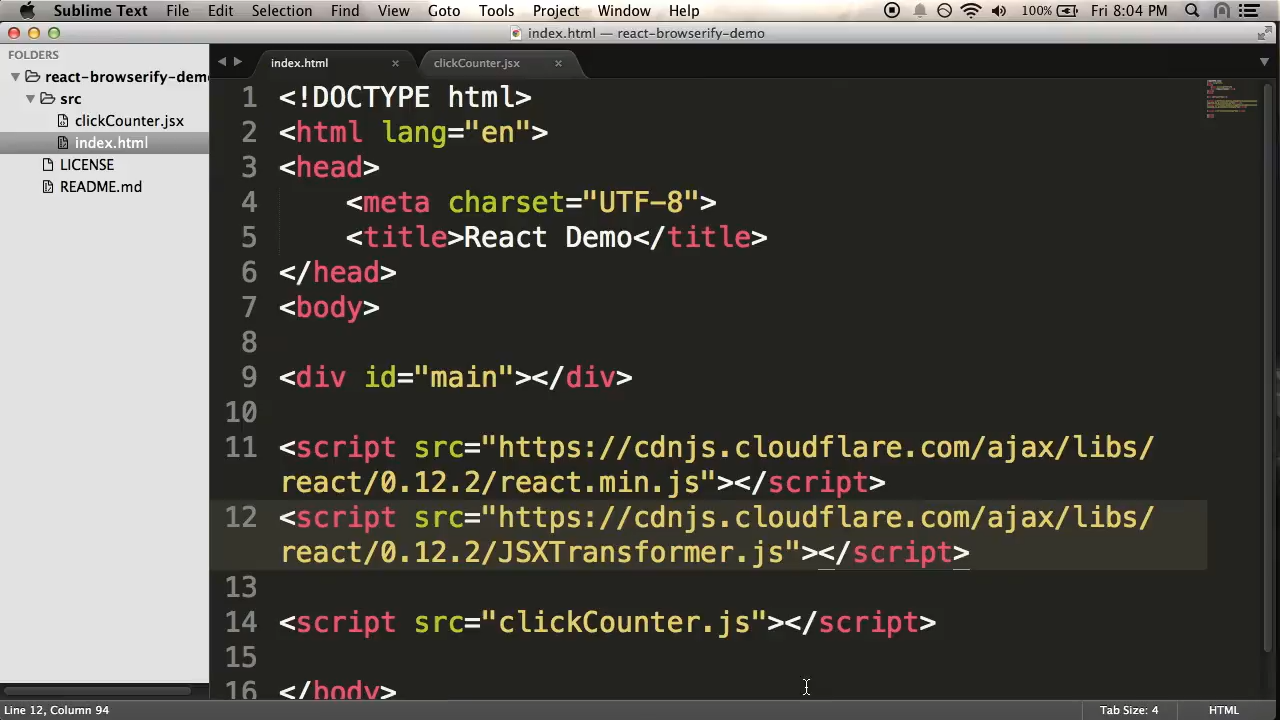 Sublime Text File Edit Selection Find View Goto Tools Project Window Help 100% Fri 8:04 PM
index.html — react-browserify-demo
FOLDERS
react-browserify-demo
src
clickCounter.jsx
index.html
LICENSE
README.md
index.html × clickCounter.jsx ×
1 <!DOCTYPE html>
2 <html lang="en">
3 <head>
4 <meta charset="UTF-8">
5 <title>React Demo</title>
6 </head>
7 <body>
8
9 <div id="main"></div>
10
11 <script src="https://cdnjs.cloudflare.com/ajax/libs/
react/0.12.2/react.min.js"></script>
12 <script src="https://cdnjs.cloudflare.com/ajax/libs/
react/0.12.2/JSXTransformer.js"></script>
13
14 <script src="clickCounter.js"></script>
15
16 </body>
Line 12, Column 94 Tab Size: 4 HTML